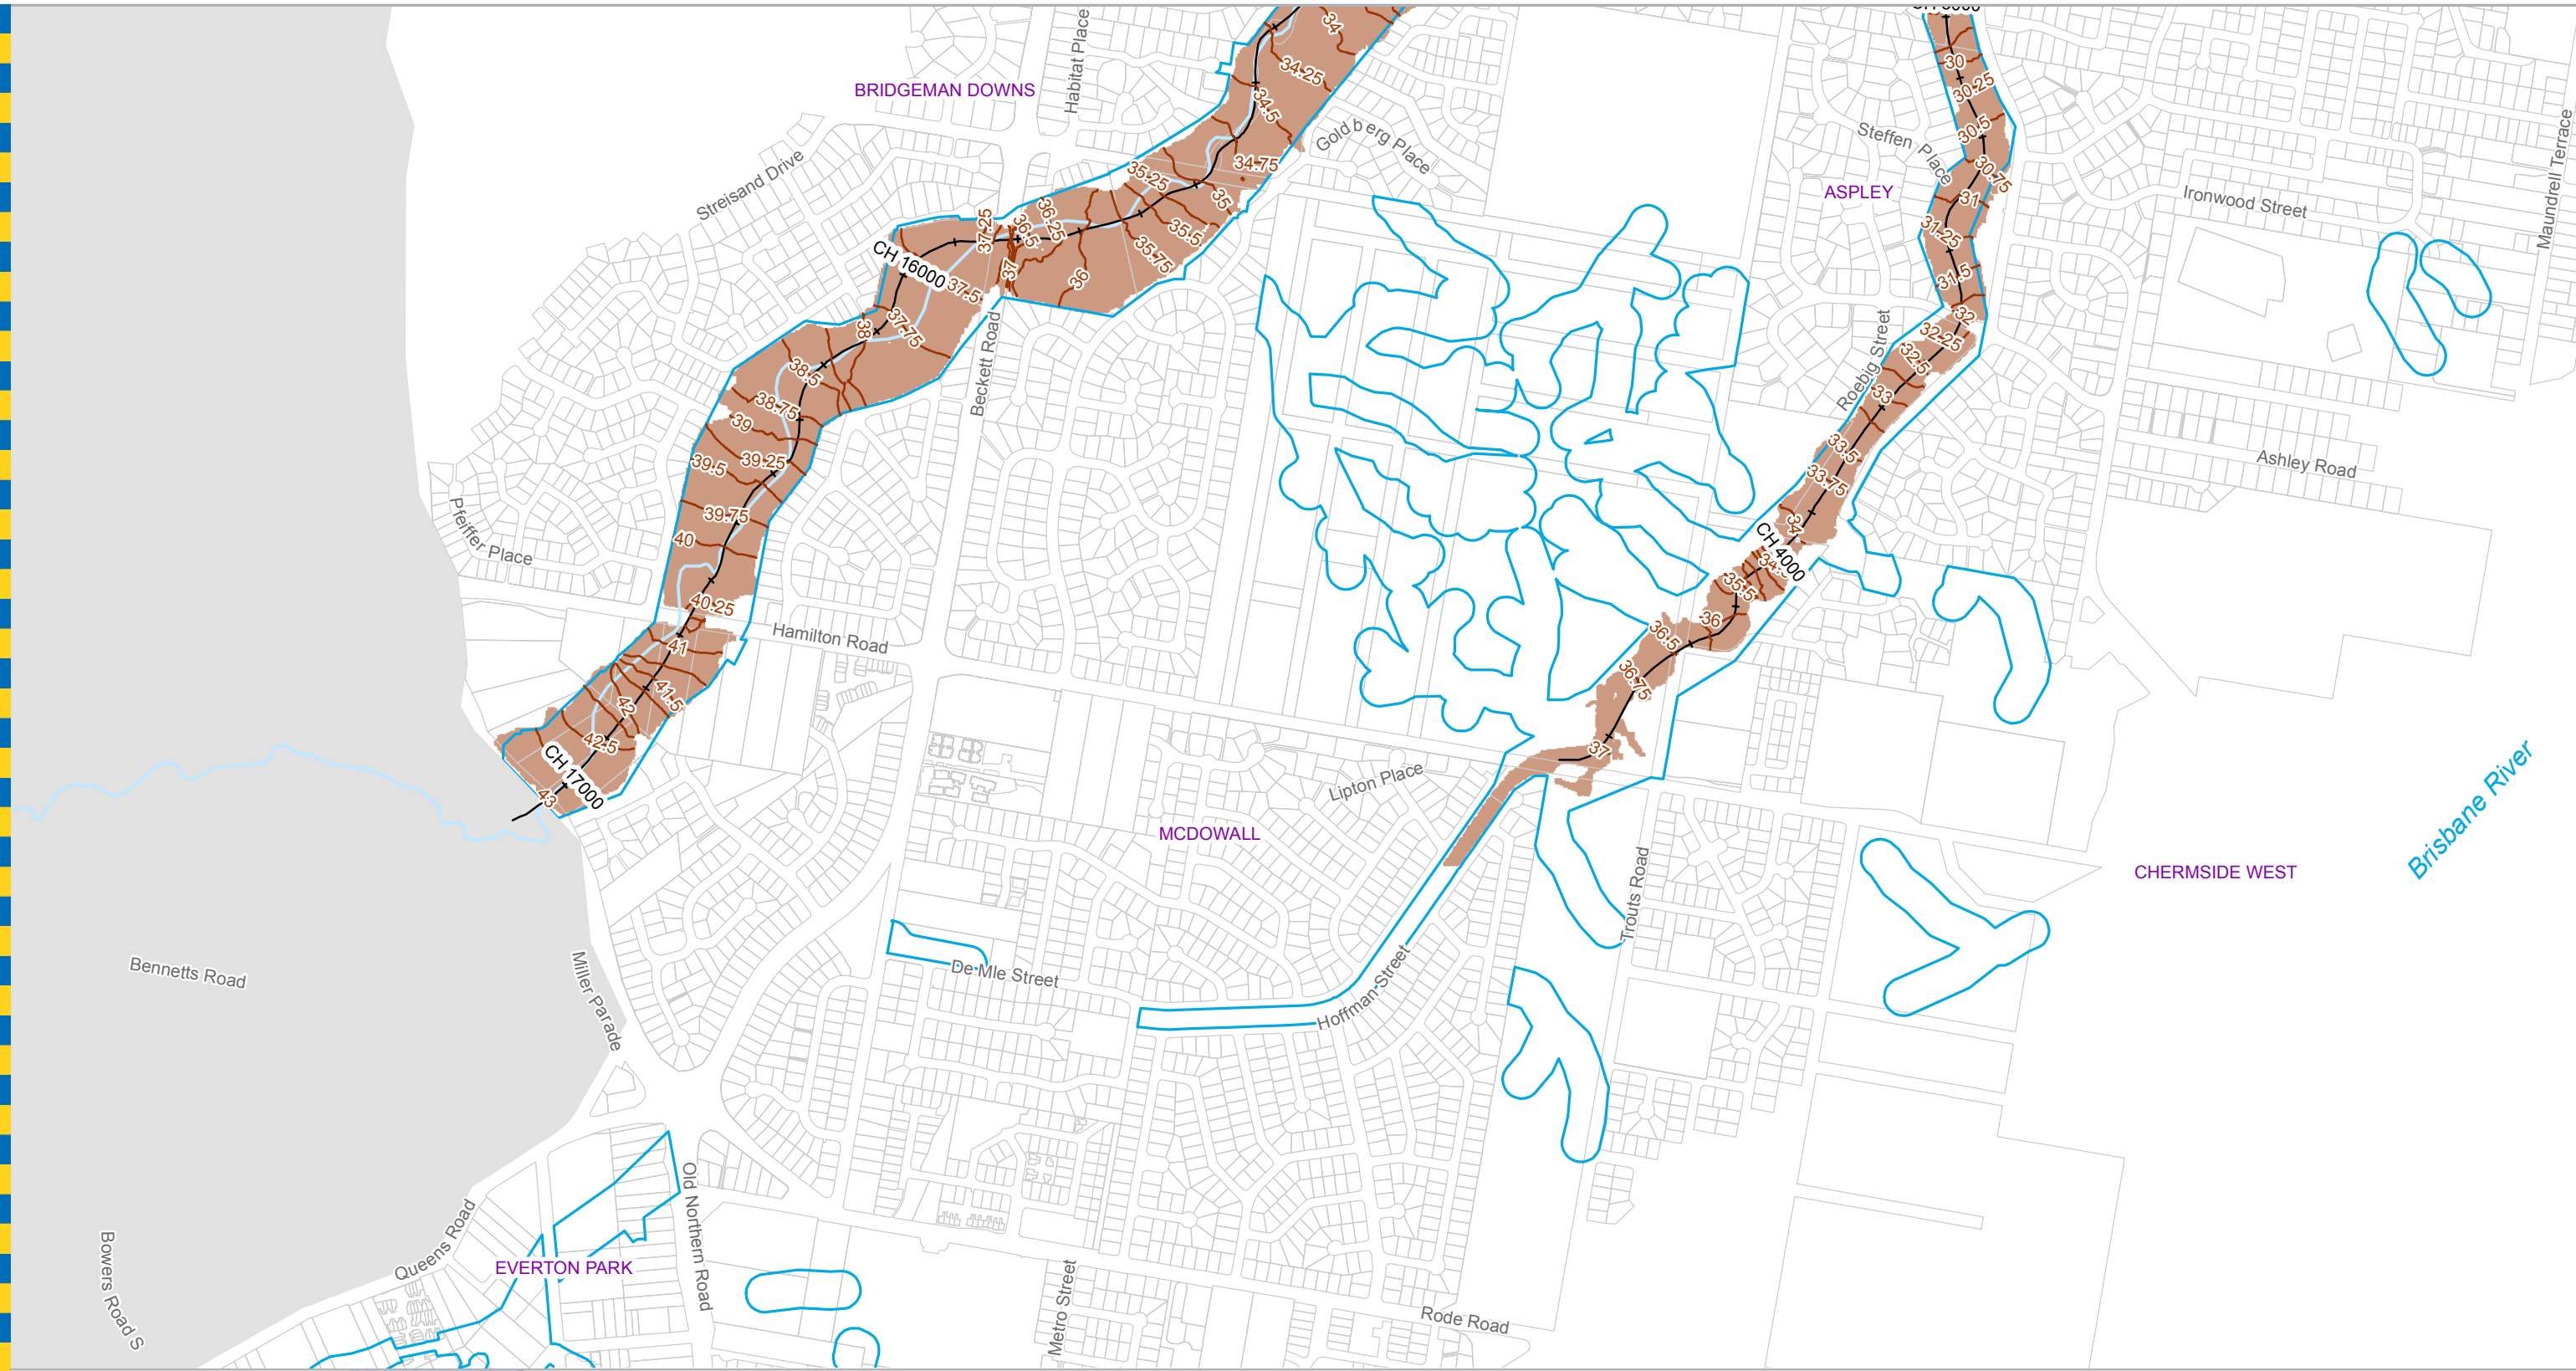 BRIDGEMAN DOWNS
Habitat Place
34
34.25
34.5
34.75
Goldberg Place
Streisand Drive
35.25
35
35.5
35.75
36.25
36.5
37.25
37
36
CH 16000
37.5
37.75
38
38.5
38.75
39
39.25
39.5
39.75
40
40.25
Beckett Road
Pfeiffer Place
Hamilton Road
41
41.5
42
42.5
CH 17000
43
30
30.25
30.5
30.75
31
31.25
31.5
32
32.25
32.5
33
33.5
33.75
34
CH 4000
35.5
36
36.5
36.75
37
Steffen Place
ASPLEY
Ironwood Street
Maundrell Terrace
Roebig Street
Ashley Road
Lipton Place
MCDOWALL
Trouts Road
CHERMSIDE WEST
Brisbane River
De Mle Street
Hoffman Street
Bennetts Road
Miller Parade
Old Northern Road
Queens Road
EVERTON PARK
Bowers Road S
Metro Street
Rode Road